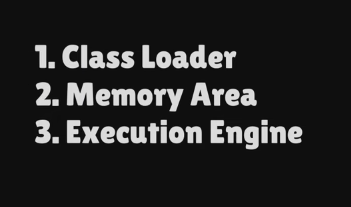 1. Class Loader
2. Memory Area
3. Execution Engine